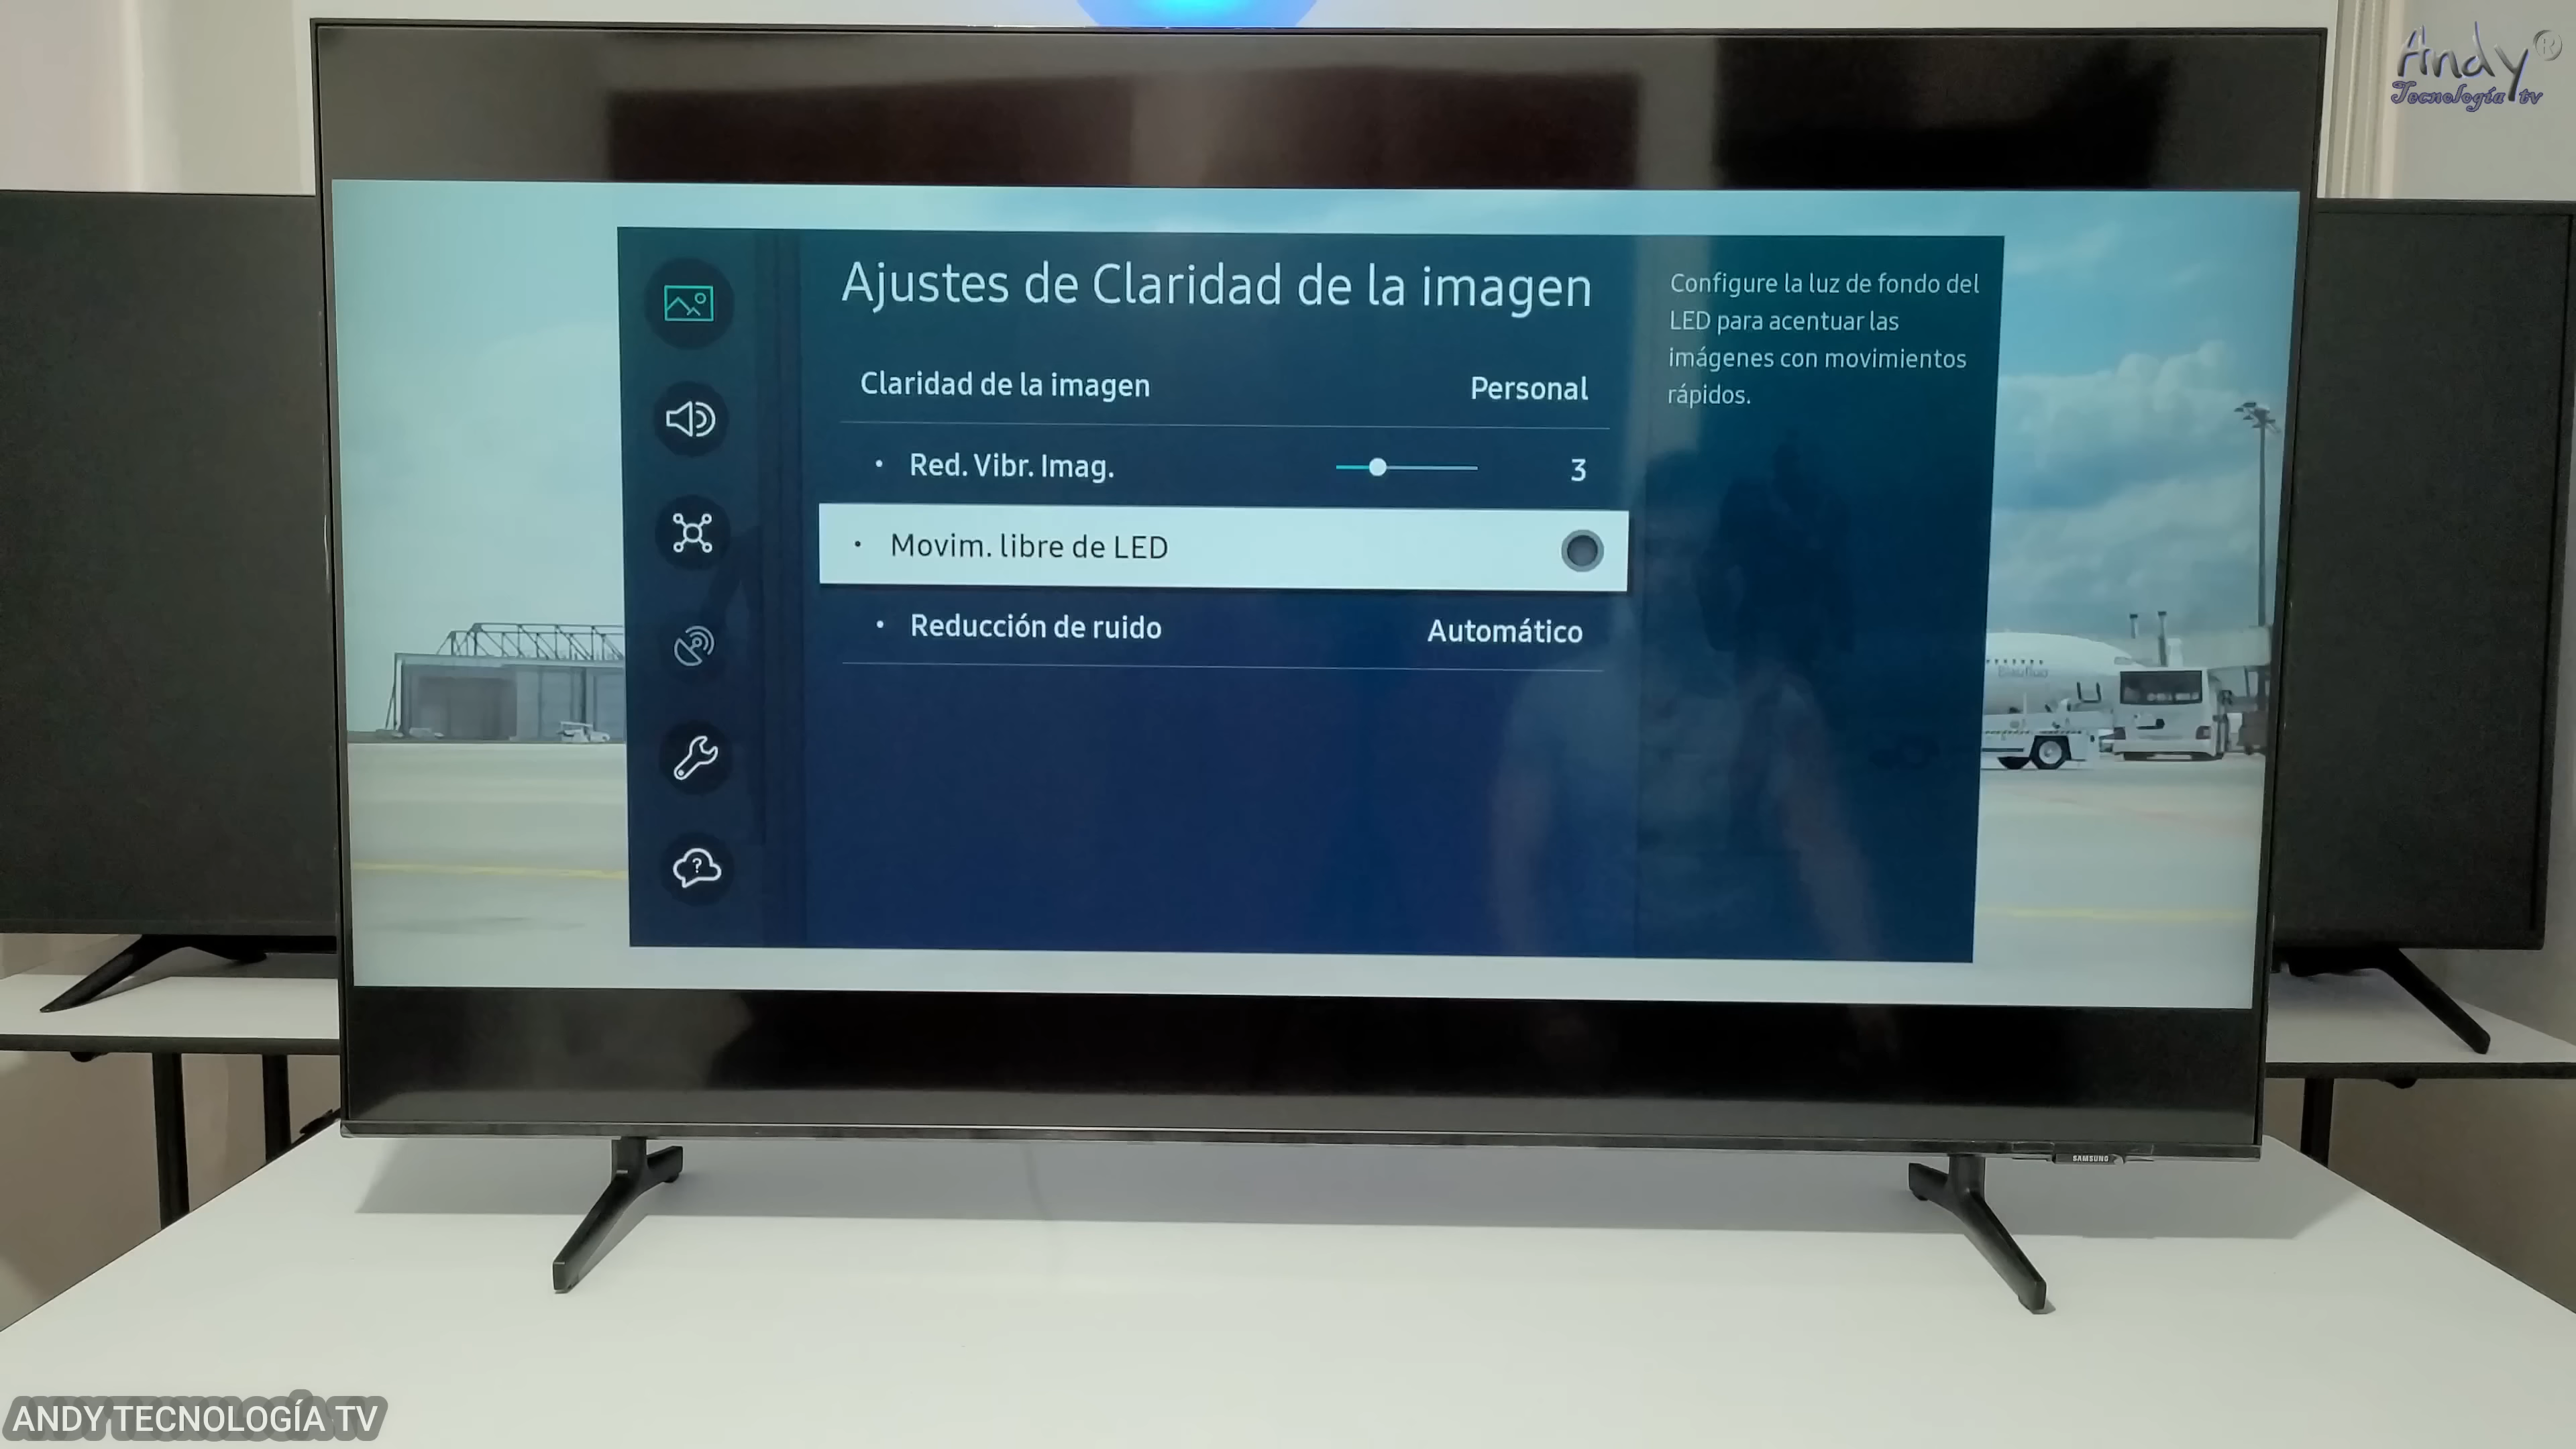 Andy®
Tecnología tv
Ajustes de Claridad de la imagen
Claridad de la imagen
Personal
• Red. Vibr. Imag.
3
• Movim. libre de LED
• Reducción de ruido
Automático
Configure la luz de fondo del
LED para acentuar las
imágenes con movimientos
rápidos.
?
SAMSUNG
ANDY TECNOLOGÍA TV